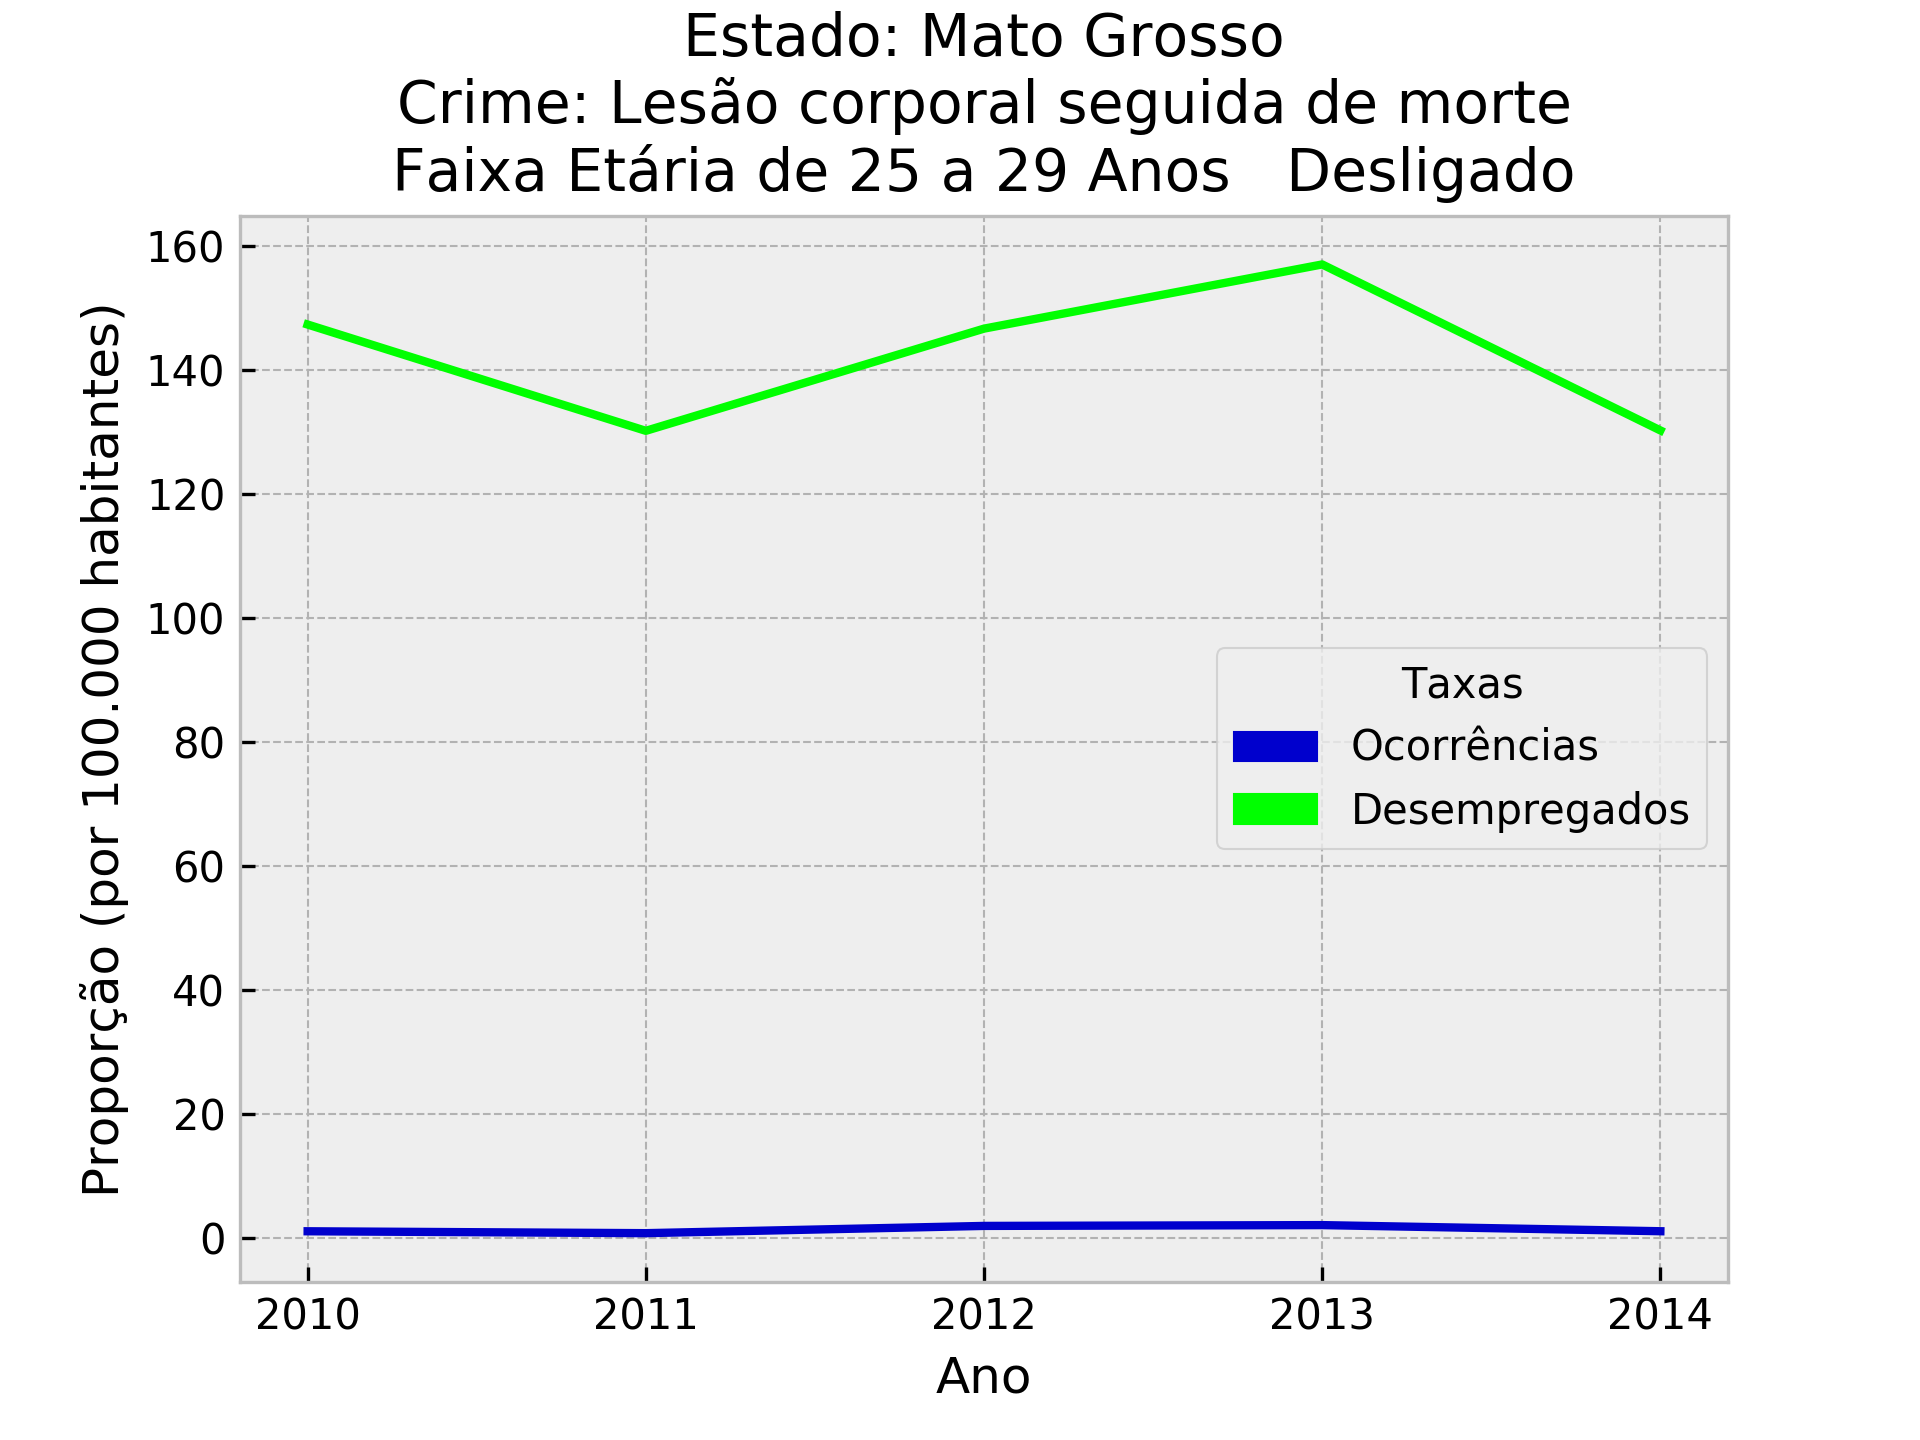 Estado: Mato Grosso
Crime: Lesão corporal seguida de morte
Faixa Etária de 25 a 29 Anos   Desligado
Proporção (por 100.000 habitantes)
160
140
120
100
80
60
40
20
0
Taxas
Ocorrências
Desempregados
2010 2011 2012 2013 2014
Ano